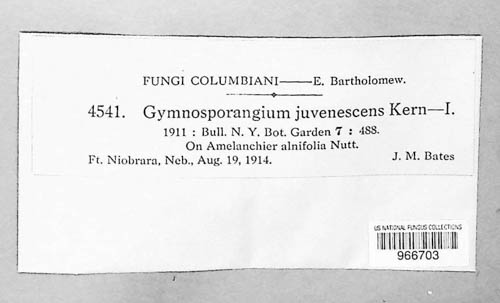 FUNGI COLUMBIANI——E. Bartholomew.
4541. Gymnosporangium juvenescens Kern—I.
1911 : Bull. N. Y. Bot. Garden 7 : 488.
On Amelanchier alnifolia Nutt.
Ft. Niobrara, Neb., Aug. 19, 1914. J. M. Bates
US NATIONAL FUNGUS COLLECTIONS
966703